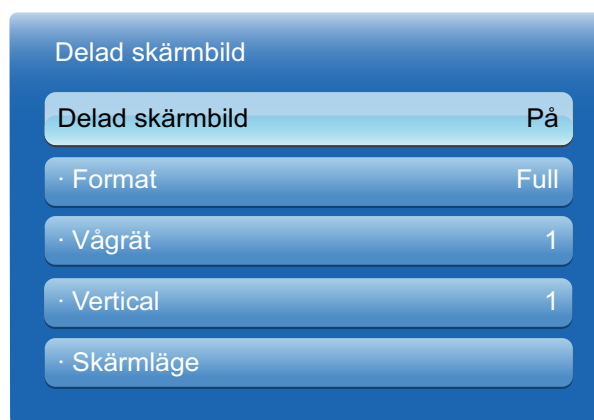 Delad skärmbild
Delad skärmbild På
· Format Full
· Vågrät 1
· Vertical 1
· Skärmläge